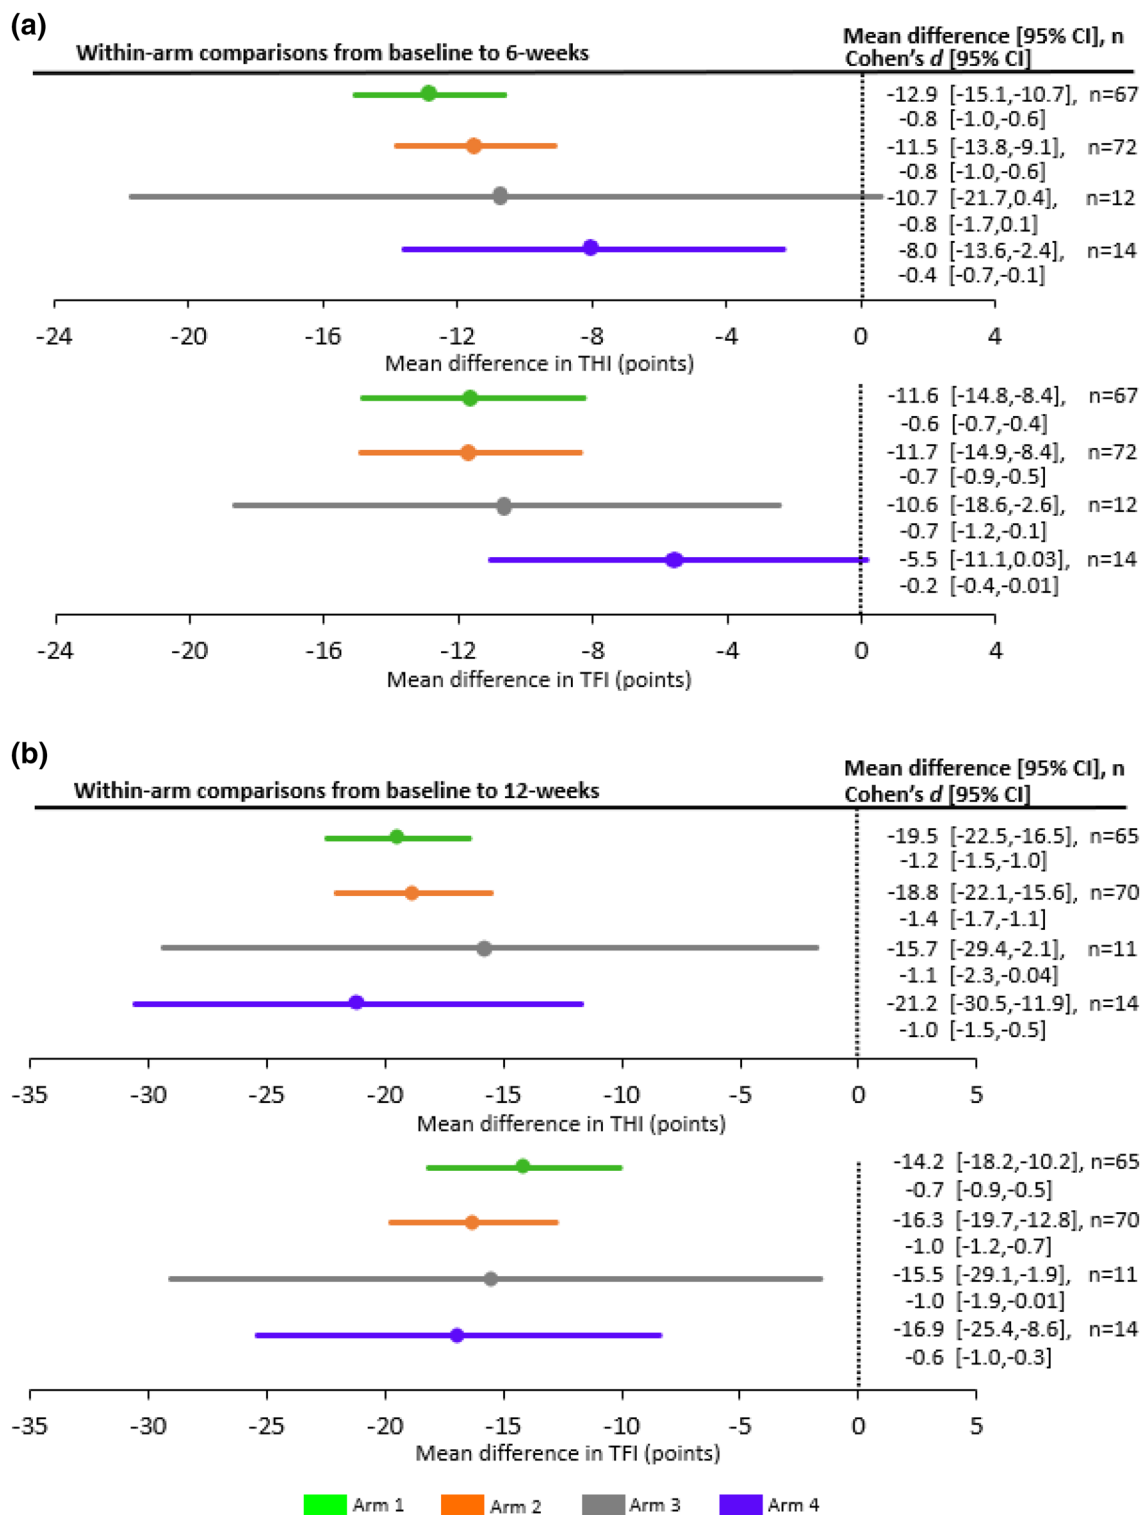 (a)
Within-arm comparisons from baseline to 6-weeks
Mean difference [95% CI], n
Cohen's d [95% CI]
-12.9 [-15.1,-10.7], n=67
-0.8 [-1.0,-0.6]
-11.5 [-13.8,-9.1], n=72
-0.8 [-1.0,-0.6]
-10.7 [-21.7,0.4], n=12
-0.8 [-1.7,0.1]
-8.0 [-13.6,-2.4], n=14
-0.4 [-0.7,-0.1]
-24 -20 -16 -12 -8 -4 0 4
Mean difference in THI (points)
-11.6 [-14.8,-8.4], n=67
-0.6 [-0.7,-0.4]
-11.7 [-14.9,-8.4], n=72
-0.7 [-0.9,-0.5]
-10.6 [-18.6,-2.6], n=12
-0.7 [-1.2,-0.1]
-5.5 [-11.1,0.03], n=14
-0.2 [-0.4,-0.01]
-24 -20 -16 -12 -8 -4 0 4
Mean difference in TFI (points)
(b)
Within-arm comparisons from baseline to 12-weeks
Mean difference [95% CI], n
Cohen's d [95% CI]
-19.5 [-22.5,-16.5], n=65
-1.2 [-1.5,-1.0]
-18.8 [-22.1,-15.6], n=70
-1.4 [-1.7,-1.1]
-15.7 [-29.4,-2.1], n=11
-1.1 [-2.3,-0.04]
-21.2 [-30.5,-11.9], n=14
-1.0 [-1.5,-0.5]
-35 -30 -25 -20 -15 -10 -5 0 5
Mean difference in THI (points)
-14.2 [-18.2,-10.2], n=65
-0.7 [-0.9,-0.5]
-16.3 [-19.7,-12.8], n=70
-1.0 [-1.2,-0.7]
-15.5 [-29.1,-1.9], n=11
-1.0 [-1.9,-0.01]
-16.9 [-25.4,-8.6], n=14
-0.6 [-1.0,-0.3]
-35 -30 -25 -20 -15 -10 -5 0 5
Mean difference in TFI (points)
Arm 1 Arm 2 Arm 3 Arm 4